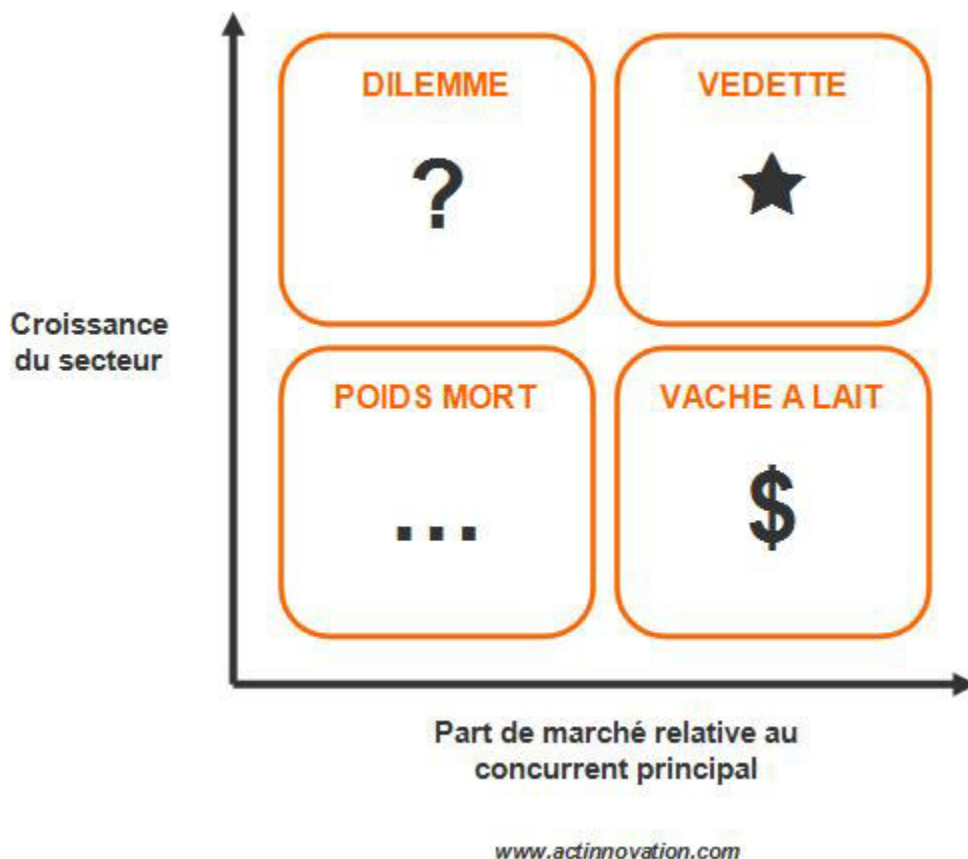 DILEMME
VEDETTE
?
Croissance
du secteur
POIDS MORT
VACHE A LAIT
...
$
Part de marché relative au
concurrent principal
www.actinnovation.com